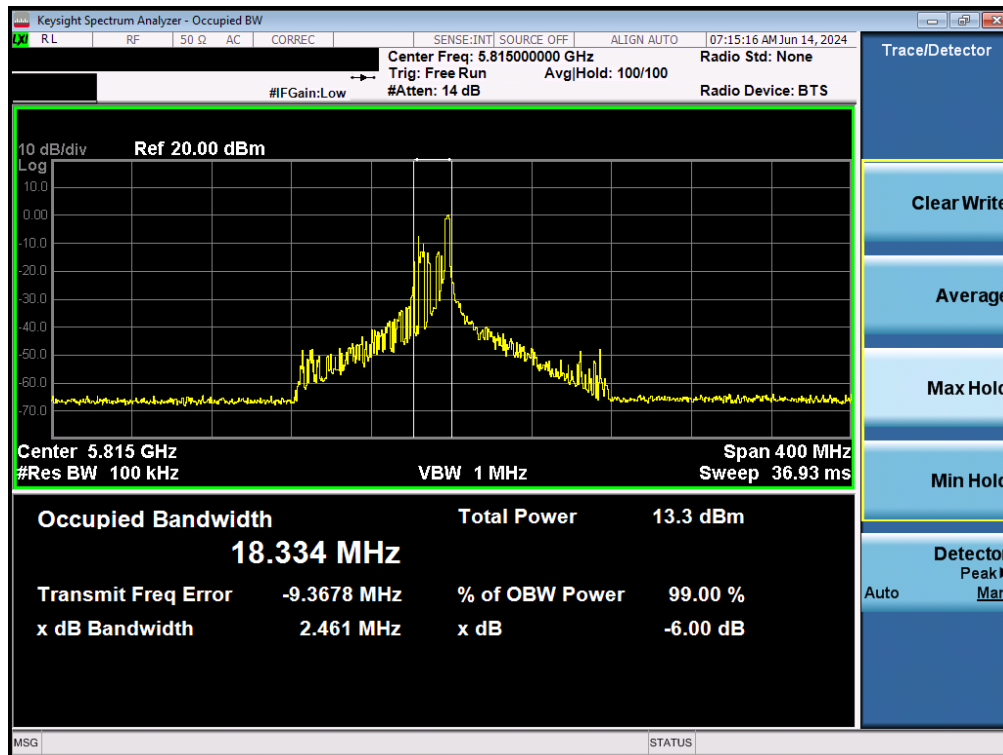 Keysight Spectrum Analyzer - Occupied BW
LXI RL RF 50 Ω AC CORREC SENSE:INT SOURCE OFF ALIGN AUTO 07:15:16 AM Jun 14, 2024
Center Freq: 5.815000000 GHz Radio Std: None
Trig: Free Run Avg|Hold: 100/100
#IFGain:Low #Atten: 14 dB Radio Device: BTS
Trace/Detector
10 dB/div Ref 20.00 dBm
Log
10.0
0.00
-10.0
-20.0
-30.0
-40.0
-50.0
-60.0
-70.0
Center 5.815 GHz Span 400 MHz
#Res BW 100 kHz VBW 1 MHz Sweep 36.93 ms
Occupied Bandwidth Total Power 13.3 dBm
18.334 MHz
Transmit Freq Error -9.3678 MHz % of OBW Power 99.00 %
x dB Bandwidth 2.461 MHz x dB -6.00 dB
Clear Write
Average
Max Hold
Min Hold
Detector
Peak
Auto Man
MSG STATUS